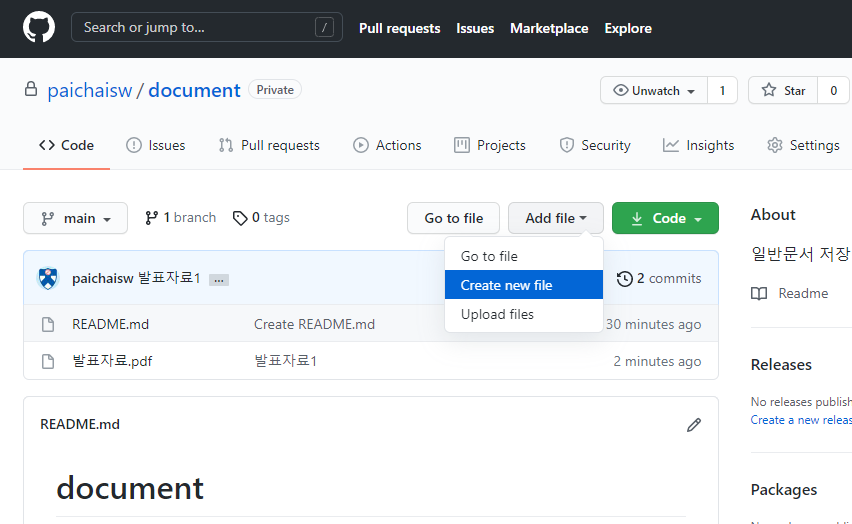 Search or jump to... / Pull requests Issues Marketplace Explore
paichaisw / document Private Unwatch 1 Star 0
Code Issues Pull requests Actions Projects Security Insights Settings
main 1 branch 0 tags Go to file Add file Code
Go to file
Create new file
Upload files
paichaisw 발표자료1 ... 2 commits
README.md Create README.md 30 minutes ago
발표자료.pdf 발표자료1 2 minutes ago
README.md
document
About
일반문서 저장
Readme
Releases
No releases publish
Create a new releas
Packages